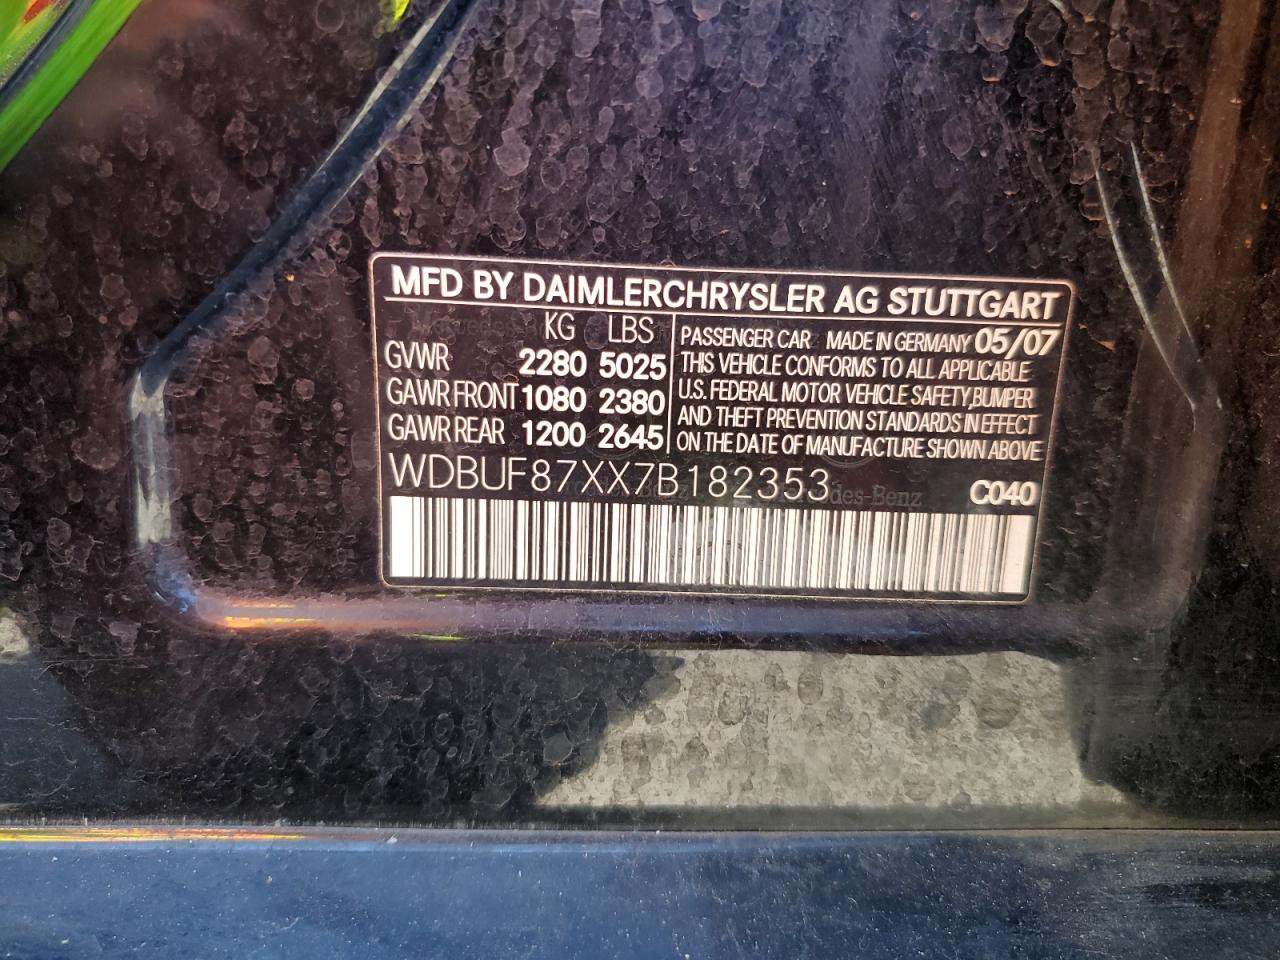 MFD BY DAIMLERCHRYSLER AG STUTTGART
KG LBS
GVWR 2280 5025
GAWR FRONT 1080 2380
GAWR REAR 1200 2645
PASSENGER CAR MADE IN GERMANY 05/07
THIS VEHICLE CONFORMS TO ALL APPLICABLE
U.S. FEDERAL MOTOR VEHICLE SAFETY, BUMPER
AND THEFT PREVENTION STANDARDS IN EFFECT
ON THE DATE OF MANUFACTURE SHOWN ABOVE
WDBUF87XX7B182353
C040